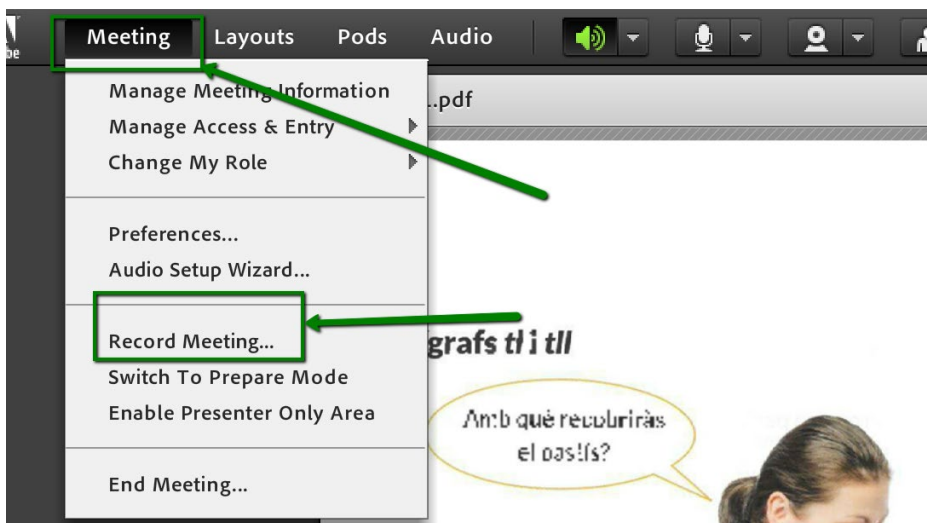 Meeting Layouts Pods Audio
Manage Meeting Information
..pdf
Manage Access & Entry
Change My Role
Preferences...
Audio Setup Wizard...
Record Meeting...
grafs tl i tll
Switch To Prepare Mode
Enable Presenter Only Area
Amb què recobriràs
el pastís?
End Meeting...